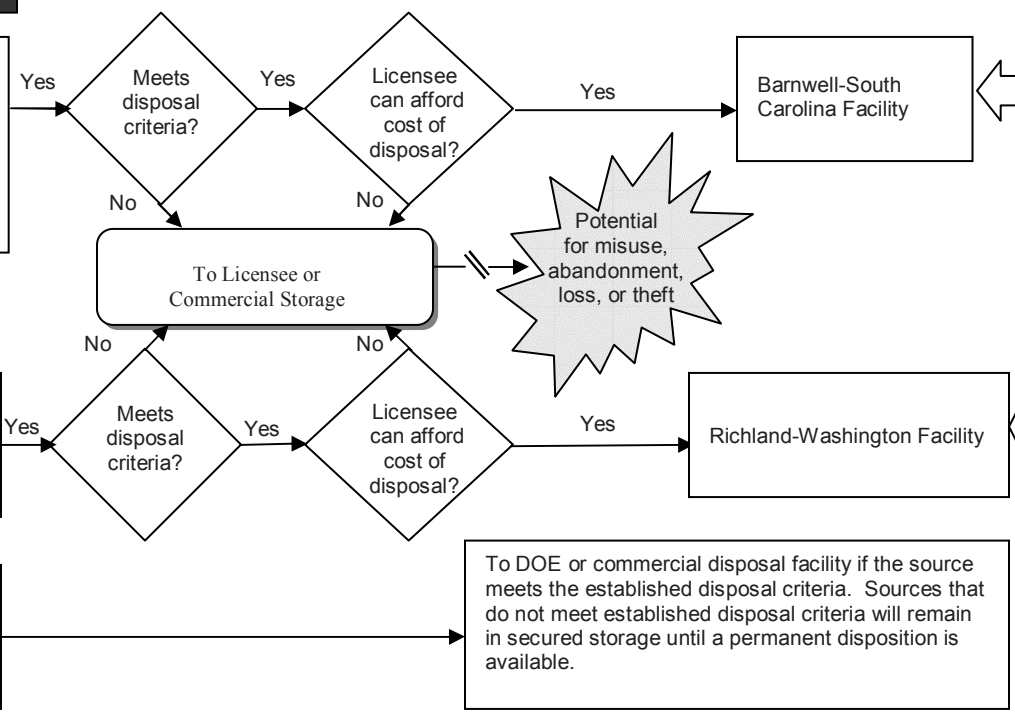 Yes
Meets
disposal
criteria?
Yes
Licensee
can afford
cost of
disposal?
Yes
Barnwell-South
Carolina Facility
No
No
To Licensee or
Commercial Storage
Potential
for misuse,
abandonment,
loss, or theft
No
No
Yes
Meets
disposal
criteria?
Yes
Licensee
can afford
cost of
disposal?
Yes
Richland-Washington Facility
To DOE or commercial disposal facility if the source
meets the established disposal criteria.  Sources that
do not meet established disposal criteria will remain
in secured storage until a permanent disposition is
available.